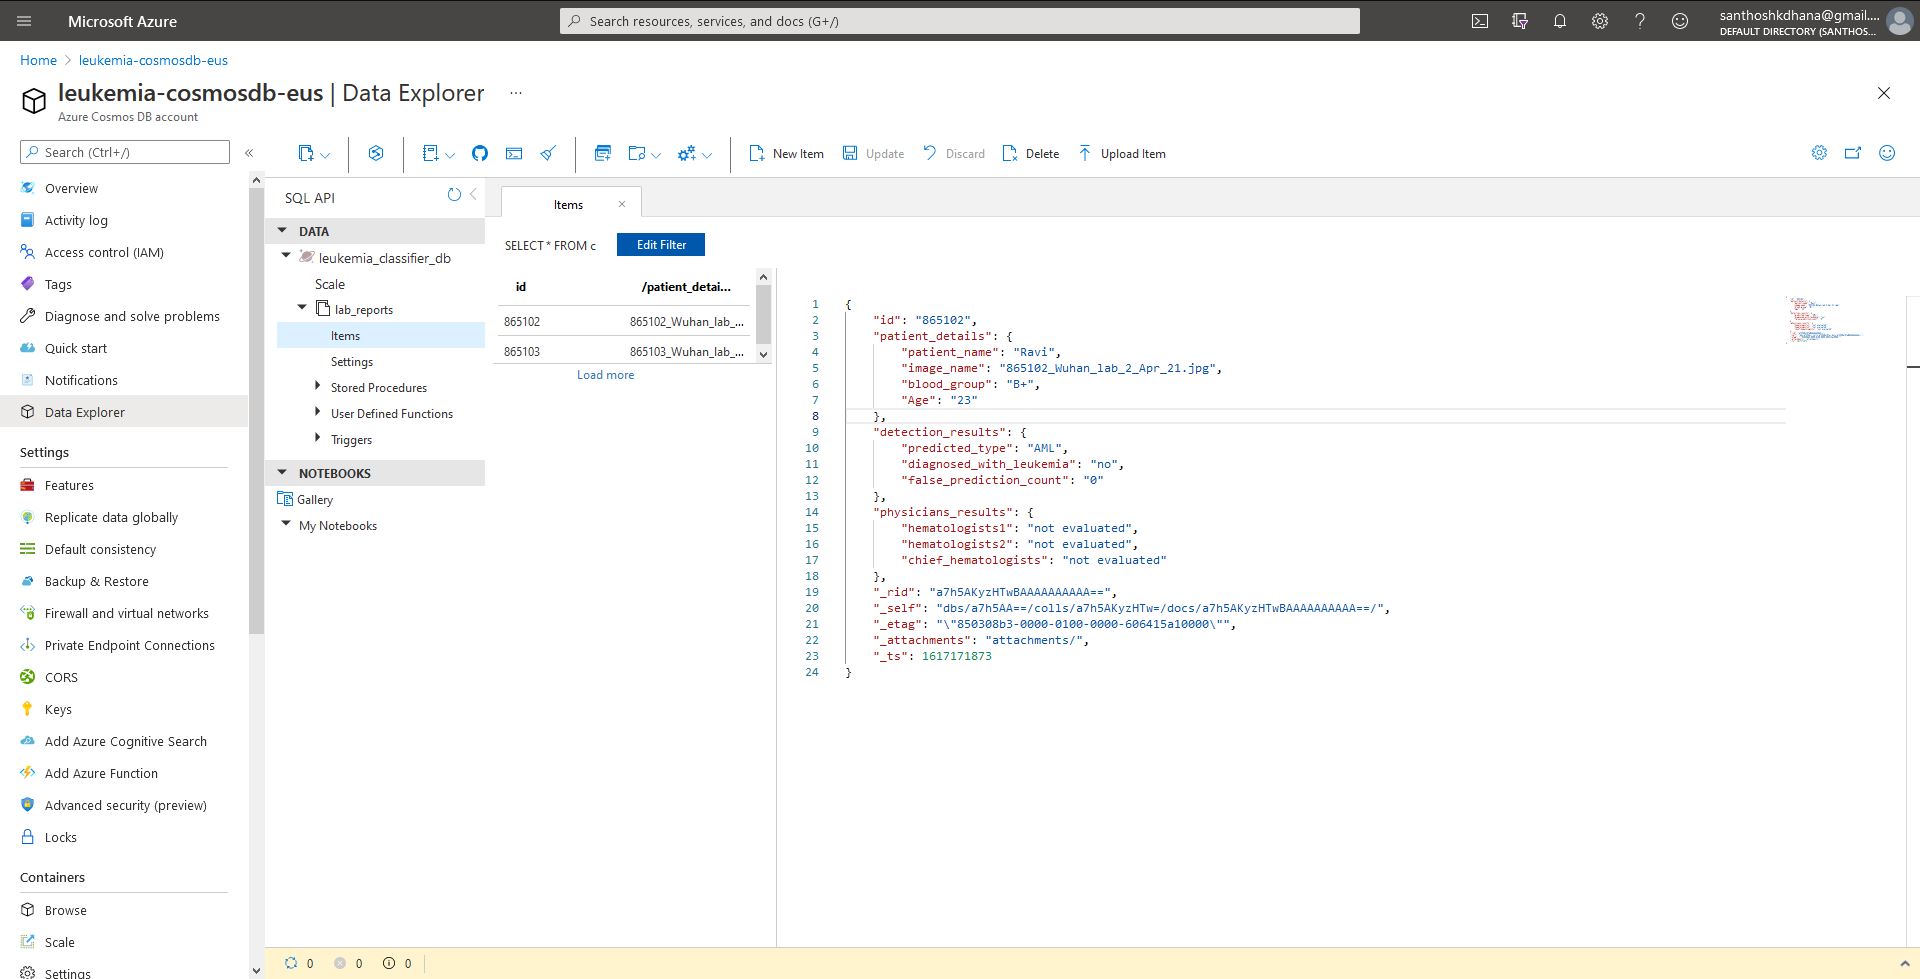 Microsoft Azure
Search resources, services, and docs (G+/)
santhoshkdhana@gmail....
DEFAULT DIRECTORY (SANTHOS...
Home > leukemia-cosmosdb-eus
leukemia-cosmosdb-eus | Data Explorer ...
Azure Cosmos DB account
Search (Ctrl+/)
«
New Item
Update
Discard
Delete
Upload Item
Overview
Activity log
Access control (IAM)
Tags
Diagnose and solve problems
Quick start
Notifications
Data Explorer
Settings
Features
Replicate data globally
Default consistency
Backup & Restore
Firewall and virtual networks
Private Endpoint Connections
CORS
Keys
Add Azure Cognitive Search
Add Azure Function
Advanced security (preview)
Locks
Containers
Browse
Scale
Settings
SQL API
DATA
leukemia_classifier_db
Scale
lab_reports
Items
Settings
Stored Procedures
User Defined Functions
Triggers
NOTEBOOKS
Gallery
My Notebooks
Items
SELECT * FROM c
Edit Filter
id /patient_detai...
865102 865102_Wuhan_lab_...
865103 865103_Wuhan_lab_...
Load more
1 {
2 "id": "865102",
3 "patient_details": {
4 "patient_name": "Ravi",
5 "image_name": "865102_Wuhan_lab_2_Apr_21.jpg",
6 "blood_group": "B+",
7 "Age": "23"
8 },
9 "detection_results": {
10 "predicted_type": "AML",
11 "diagnosed_with_leukemia": "no",
12 "false_prediction_count": "0"
13 },
14 "physicians_results": {
15 "hematologists1": "not evaluated",
16 "hematologists2": "not evaluated",
17 "chief_hematologists": "not evaluated"
18 },
19 "_rid": "a7h5AKyzHTwBAAAAAAAAAA==",
20 "_self": "dbs/a7h5AA==/colls/a7h5AKyzHTw=/docs/a7h5AKyzHTwBAAAAAAAAAA==/",
21 "_etag": "\"850308b3-0000-0100-0000-606415a10000\"",
22 "_attachments": "attachments/",
23 "_ts": 1617171873
24 }
0 0 0